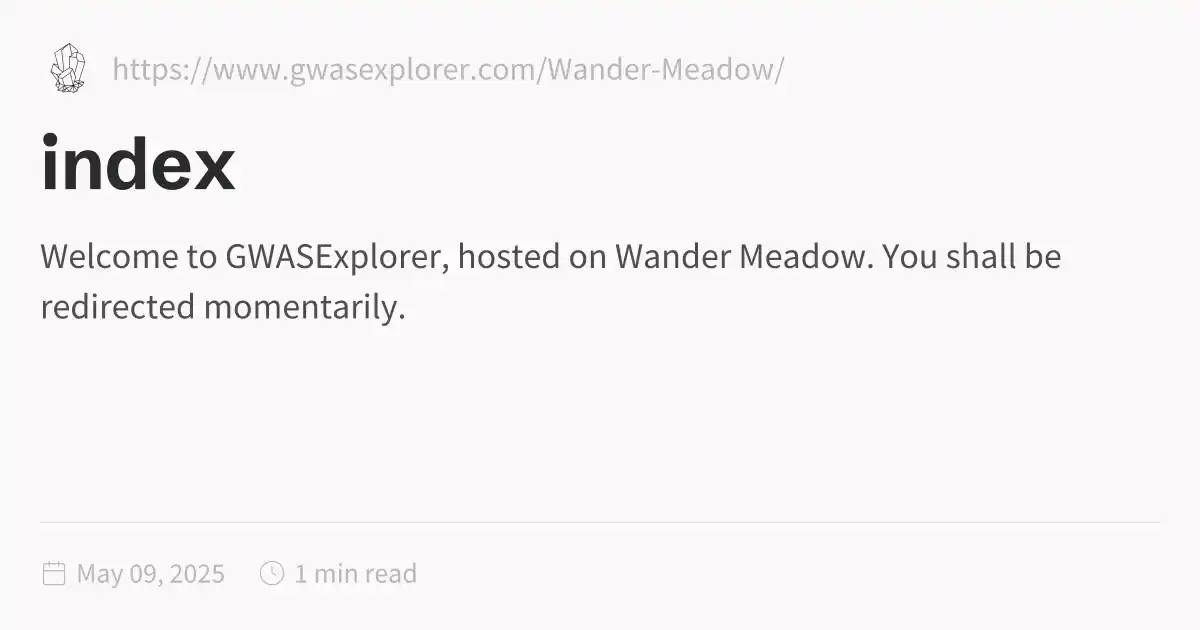 https://www.gwasexplorer.com/Wander-Meadow/
index
Welcome to GWASExplorer, hosted on Wander Meadow. You shall be
redirected momentarily.
May 09, 2025 1 min read